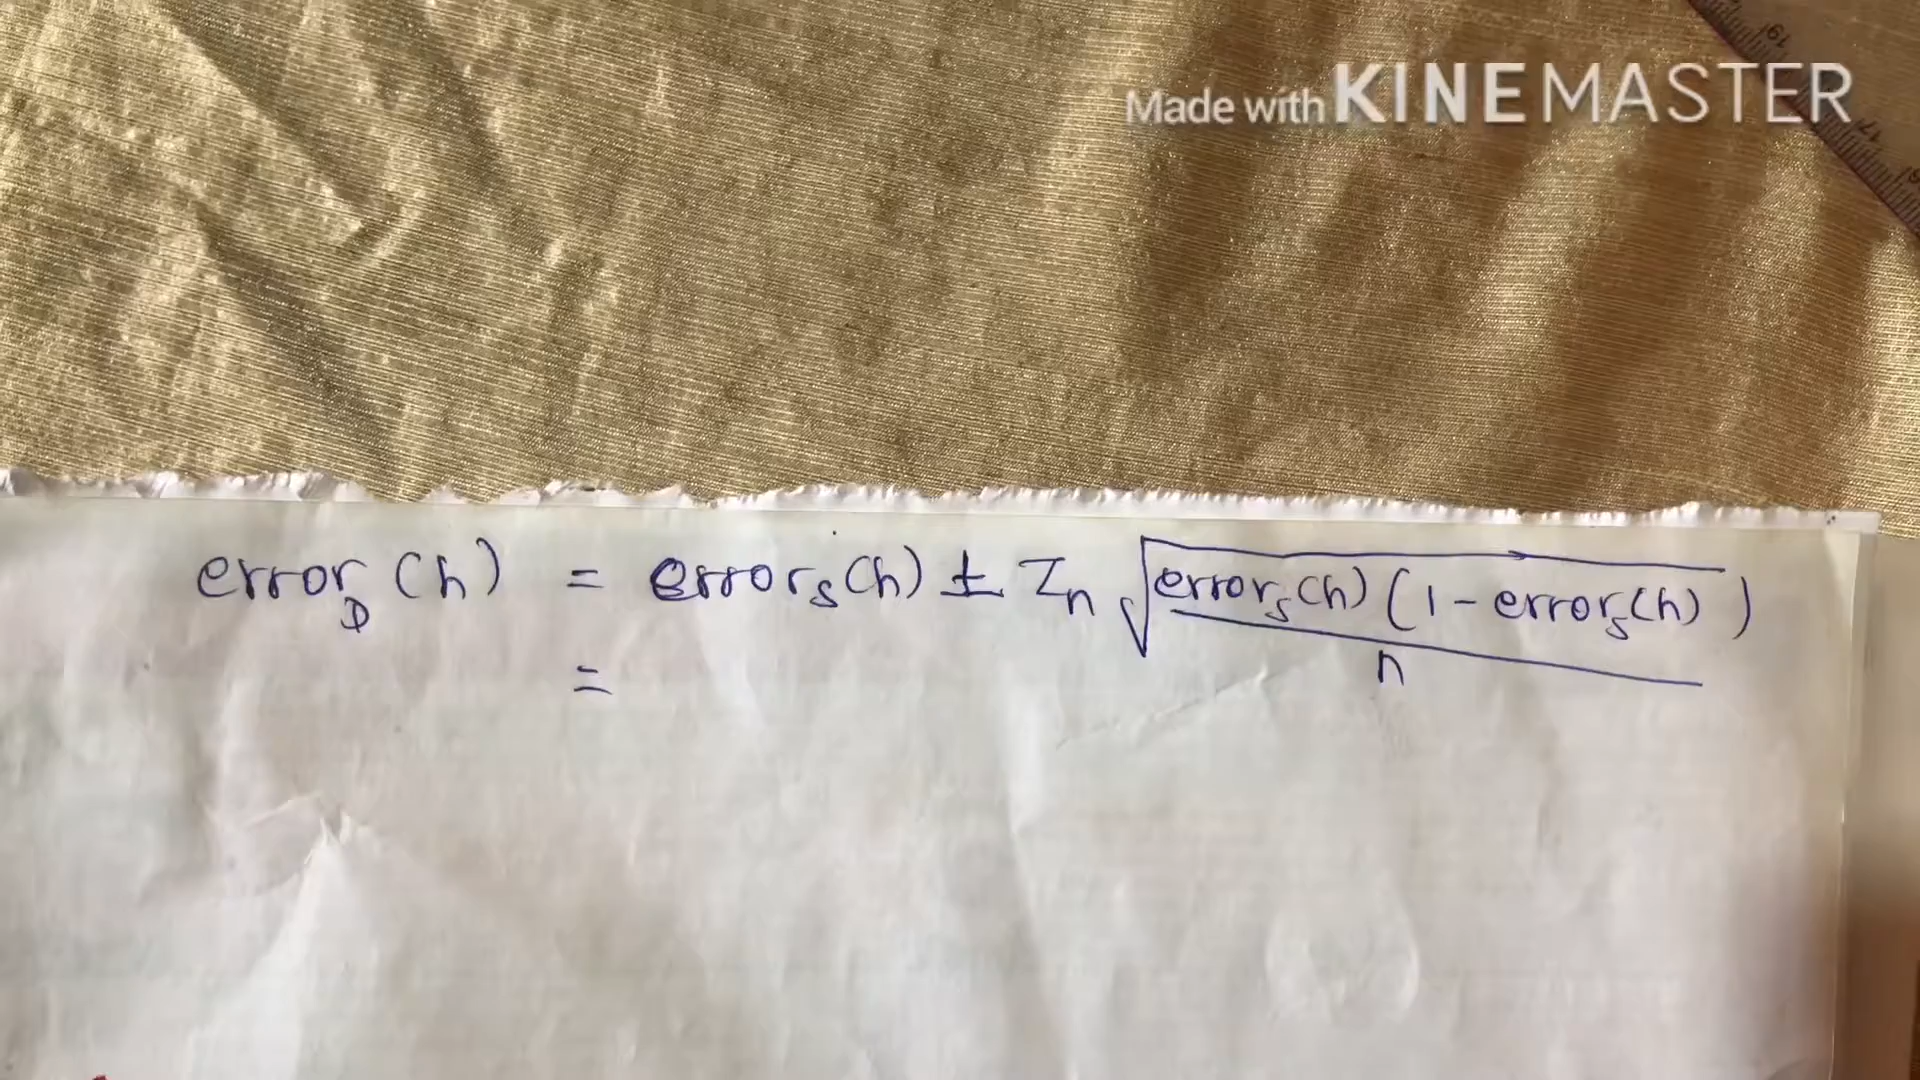 Made with KINEMASTER
error_D (h) = error_s (h) ± Z_n √(error_s (h) (1 - error_s (h)) / n)
=